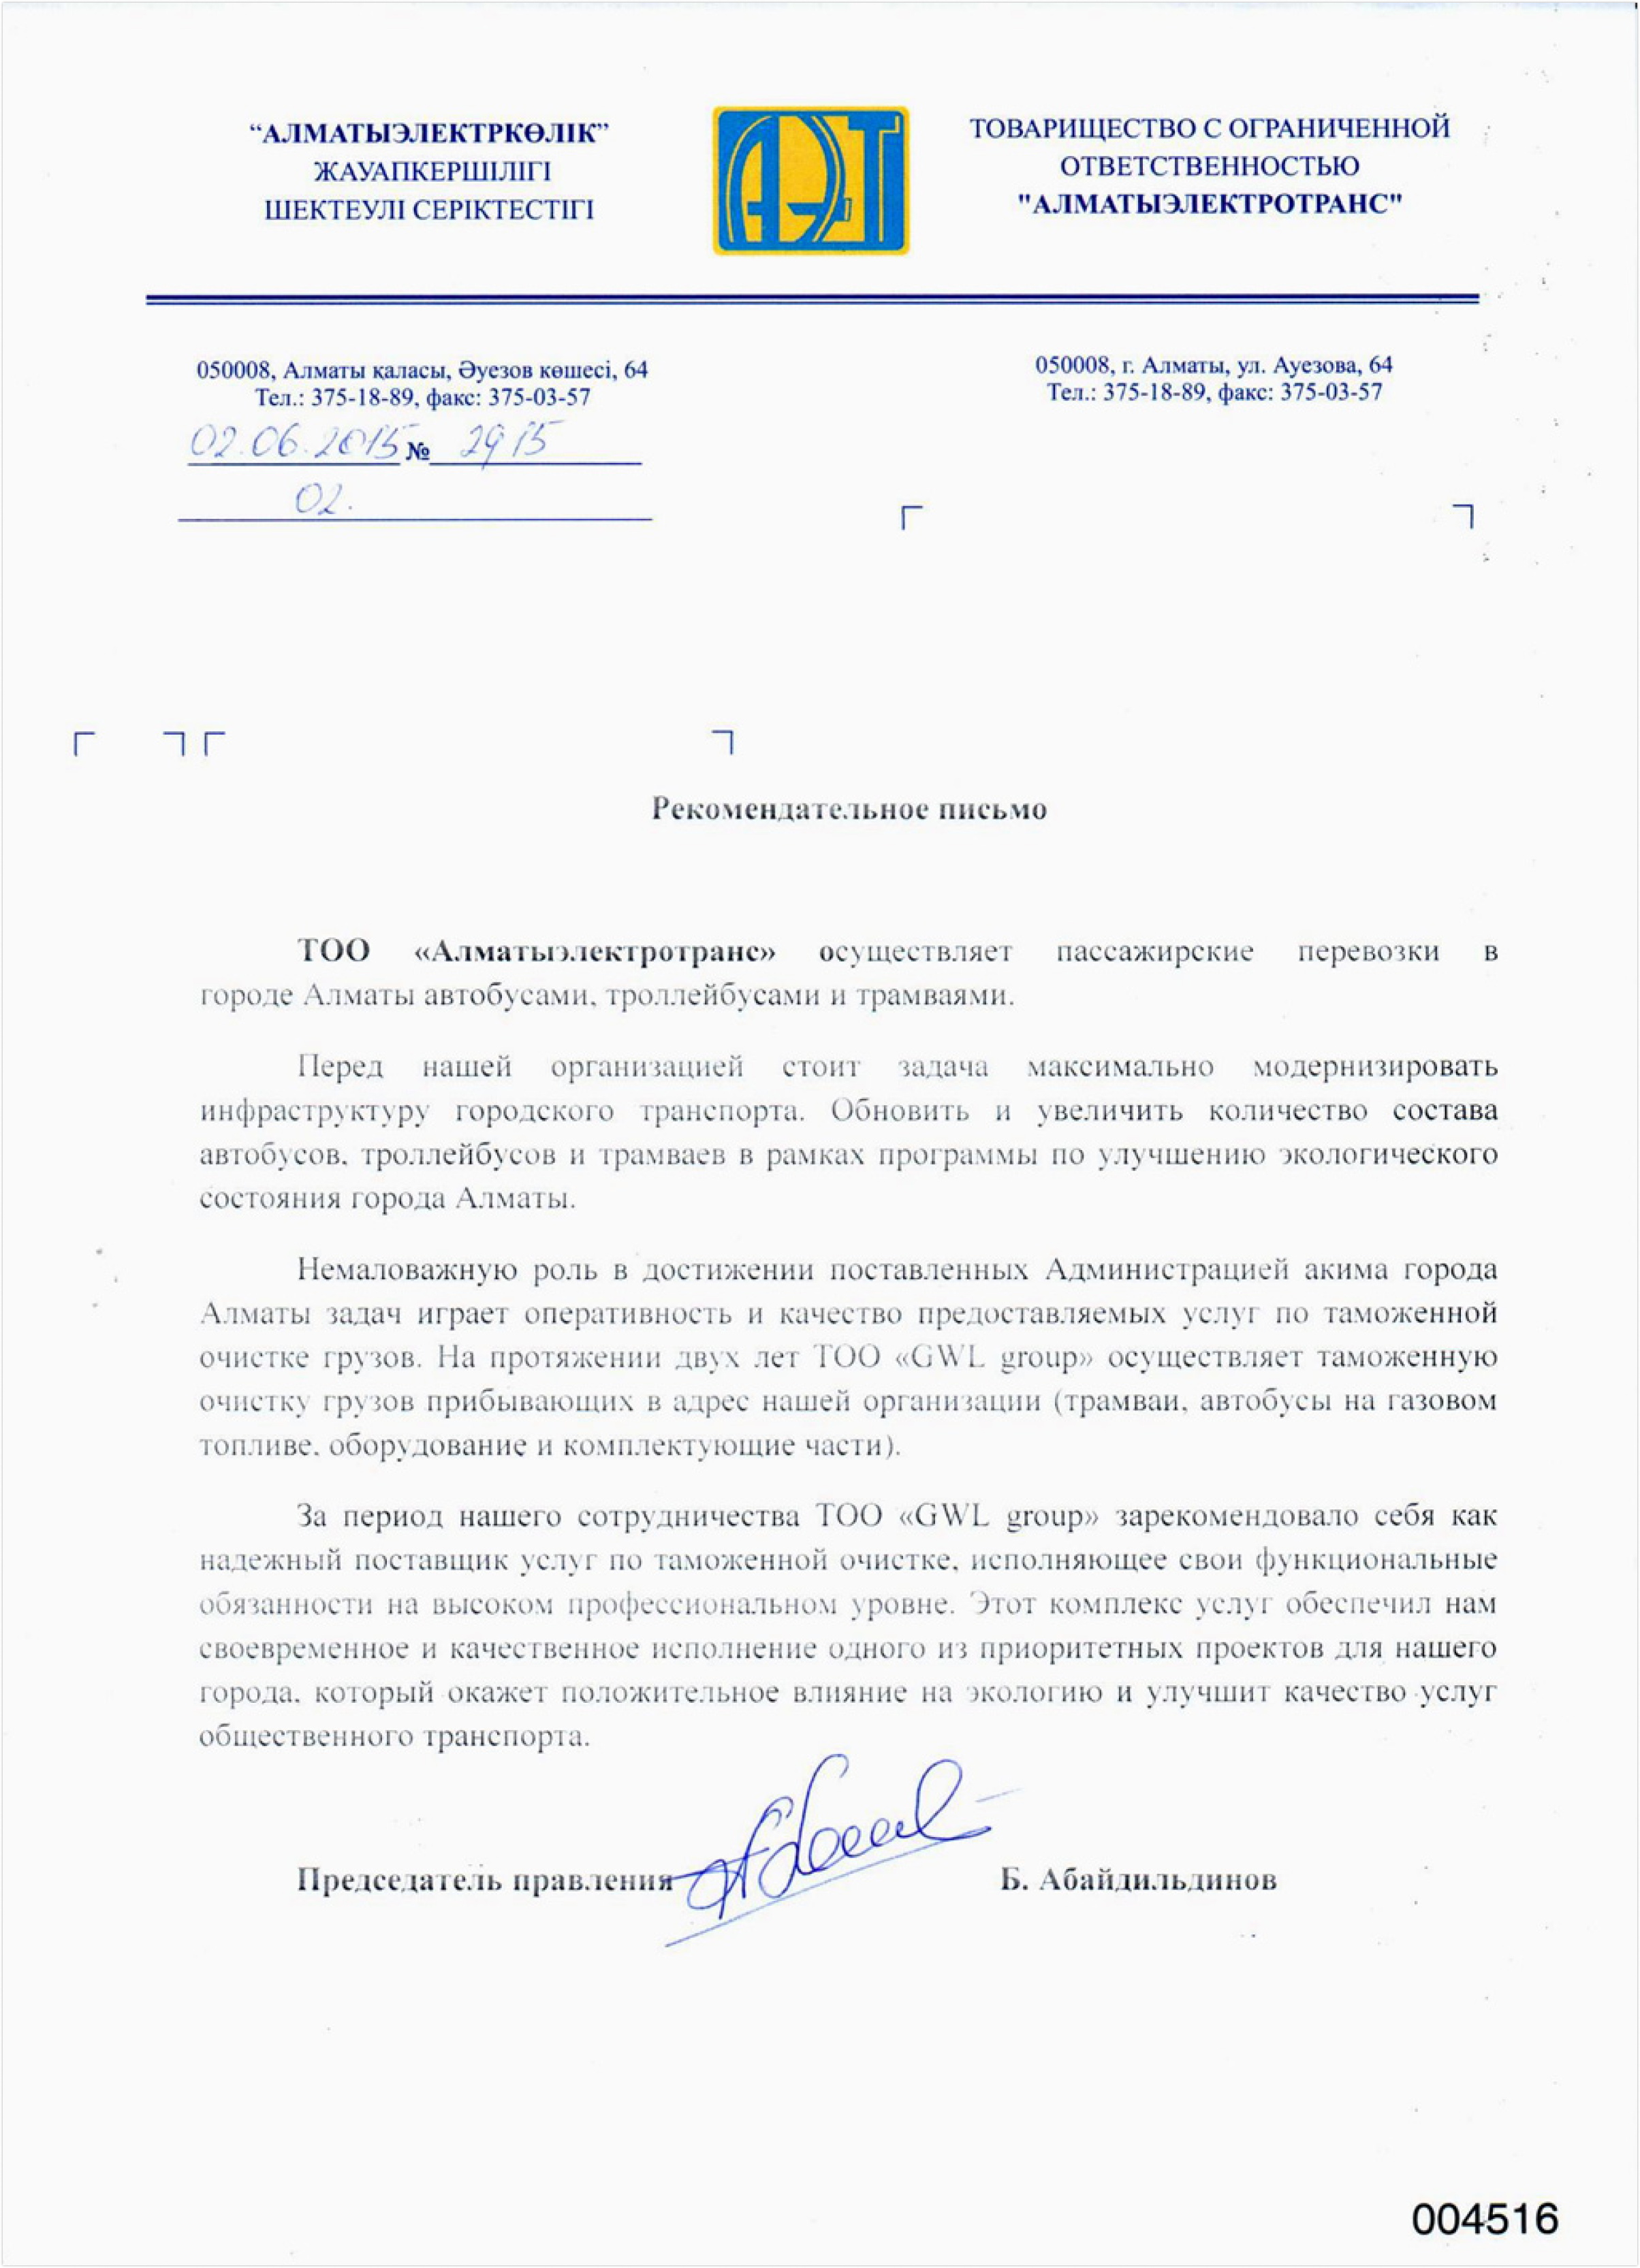 “АЛМАТЫЭЛЕКТРКӨЛІК”
ЖАУАПКЕРШІЛІГІ
ШЕКТЕУЛІ СЕРІКТЕСТІГІ
АЭТ
ТОВАРИЩЕСТВО С ОГРАНИЧЕННОЙ
ОТВЕТСТВЕННОСТЬЮ
"АЛМАТЫЭЛЕКТРОТРАНС"
050008, Алматы қаласы, Әуезов көшесі, 64
Тел.: 375-18-89, факс: 375-03-57
050008, г. Алматы, ул. Ауезова, 64
Тел.: 375-18-89, факс: 375-03-57
02.06.2015 № 2915
02.
Рекомендательное письмо
ТОО «Алматыэлектротранс» осуществляет пассажирские перевозки в
городе Алматы автобусами, троллейбусами и трамваями.
Перед нашей организацией стоит задача максимально модернизировать
инфраструктуру городского транспорта. Обновить и увеличить количество состава
автобусов, троллейбусов и трамваев в рамках программы по улучшению экологического
состояния города Алматы.
Немаловажную роль в достижении поставленных Администрацией акима города
Алматы задач играет оперативность и качество предоставляемых услуг по таможенной
очистке грузов. На протяжении двух лет ТОО «GWL group» осуществляет таможенную
очистку грузов прибывающих в адрес нашей организации (трамваи, автобусы на газовом
топливе, оборудование и комплектующие части).
За период нашего сотрудничества ТОО «GWL group» зарекомендовало себя как
надежный поставщик услуг по таможенной очистке, исполняющее свои функциональные
обязанности на высоком профессиональном уровне. Этот комплекс услуг обеспечил нам
своевременное и качественное исполнение одного из приоритетных проектов для нашего
города, который окажет положительное влияние на экологию и улучшит качество услуг
общественного транспорта.
Председатель правления Б. Абайдильдинов
004516